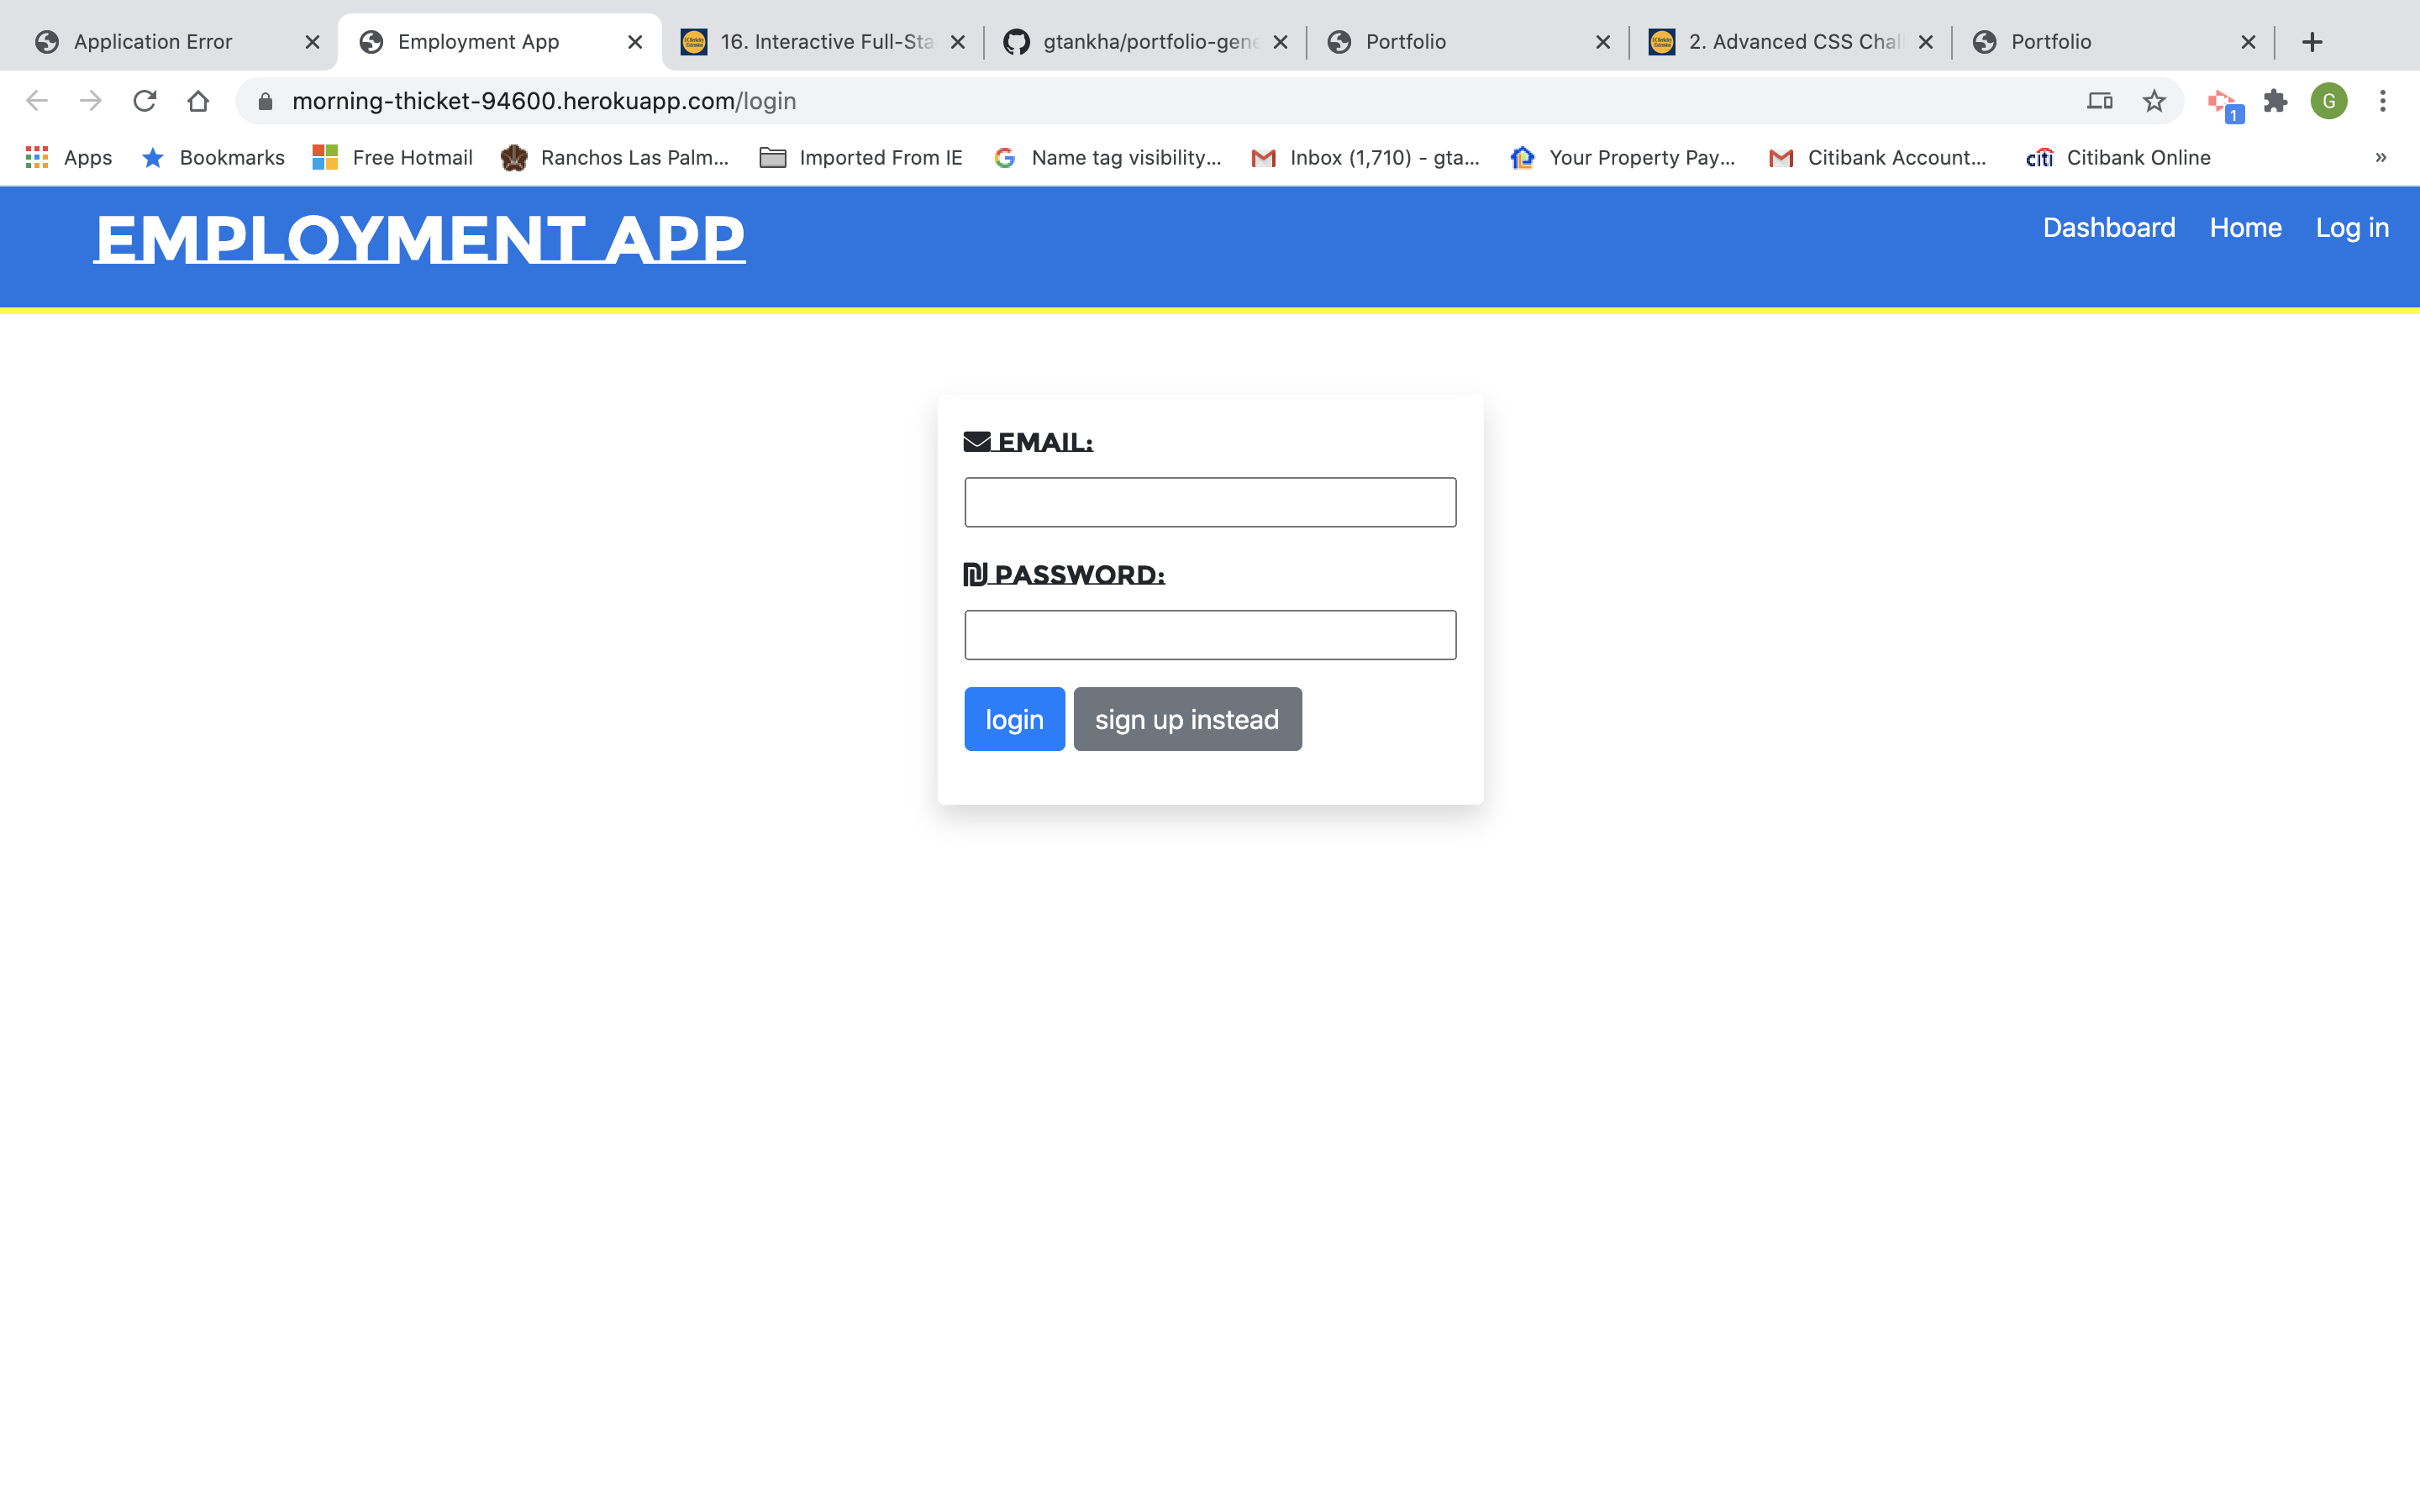 Application Error
Employment App
16. Interactive Full-Sta
gtankha/portfolio-gene
Portfolio
2. Advanced CSS Chal
Portfolio
morning-thicket-94600.herokuapp.com/login
1
G
Apps
Bookmarks
Free Hotmail
Ranchos Las Palm...
Imported From IE
Name tag visibility...
Inbox (1,710) - gta...
Your Property Pay...
Citibank Account...
citi
Citibank Online
»
EMPLOYMENT APP
Dashboard
Home
Log in
EMAIL:
₪ PASSWORD:
login
sign up instead